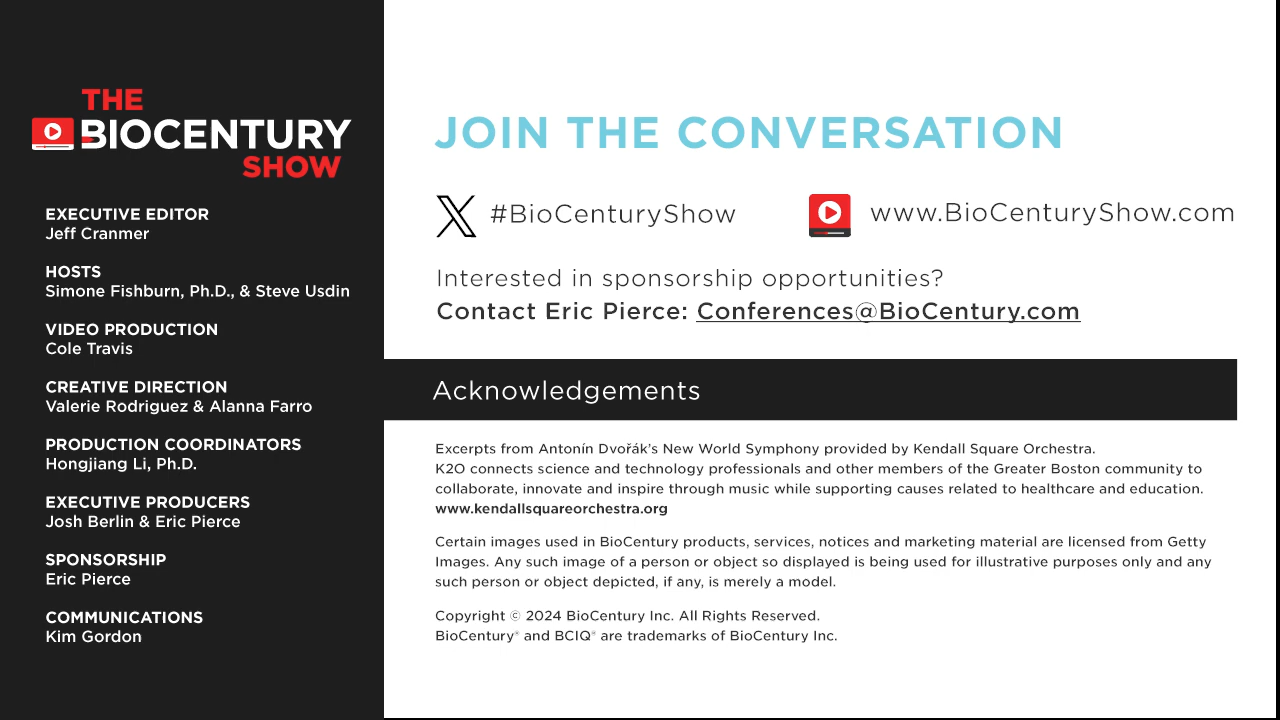 THE
BIOCENTURY
SHOW
EXECUTIVE EDITOR
Jeff Cranmer
HOSTS
Simone Fishburn, Ph.D., & Steve Usdin
VIDEO PRODUCTION
Cole Travis
CREATIVE DIRECTION
Valerie Rodriguez & Alanna Farro
PRODUCTION COORDINATORS
Hongjiang Li, Ph.D.
EXECUTIVE PRODUCERS
Josh Berlin & Eric Pierce
SPONSORSHIP
Eric Pierce
COMMUNICATIONS
Kim Gordon
JOIN THE CONVERSATION
#BioCenturyShow
www.BioCenturyShow.com
Interested in sponsorship opportunities?
Contact Eric Pierce: Conferences@BioCentury.com
Acknowledgements
Excerpts from Antonín Dvořák’s New World Symphony provided by Kendall Square Orchestra.
K2O connects science and technology professionals and other members of the Greater Boston community to
collaborate, innovate and inspire through music while supporting causes related to healthcare and education.
www.kendallsquareorchestra.org
Certain images used in BioCentury products, services, notices and marketing material are licensed from Getty
Images. Any such image of a person or object so displayed is being used for illustrative purposes only and any
such person or object depicted, if any, is merely a model.
Copyright © 2024 BioCentury Inc. All Rights Reserved.
BioCentury® and BCIQ® are trademarks of BioCentury Inc.